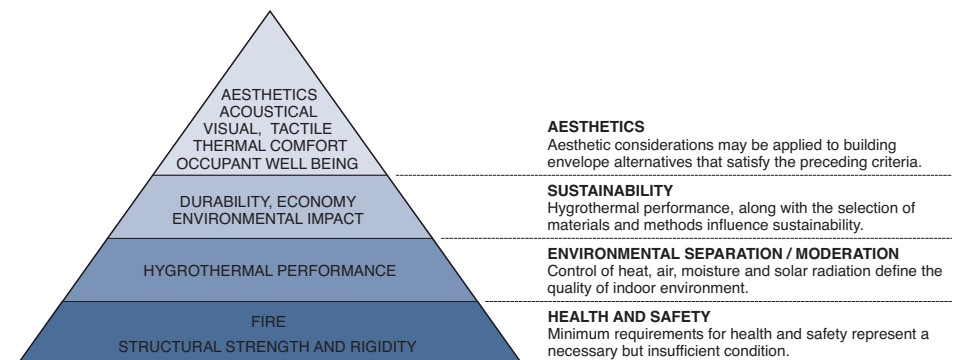 AESTHETICS
ACOUSTICAL
VISUAL, TACTILE
THERMAL COMFORT
OCCUPANT WELL BEING
AESTHETICS
Aesthetic considerations may be applied to building
envelope alternatives that satisfy the preceding criteria.
DURABILITY, ECONOMY
ENVIRONMENTAL IMPACT
SUSTAINABILITY
Hygrothermal performance, along with the selection of
materials and methods influence sustainability.
HYGROTHERMAL PERFORMANCE
ENVIRONMENTAL SEPARATION / MODERATION
Control of heat, air, moisture and solar radiation define the
quality of indoor environment.
FIRE
STRUCTURAL STRENGTH AND RIGIDITY
HEALTH AND SAFETY
Minimum requirements for health and safety represent a
necessary but insufficient condition.